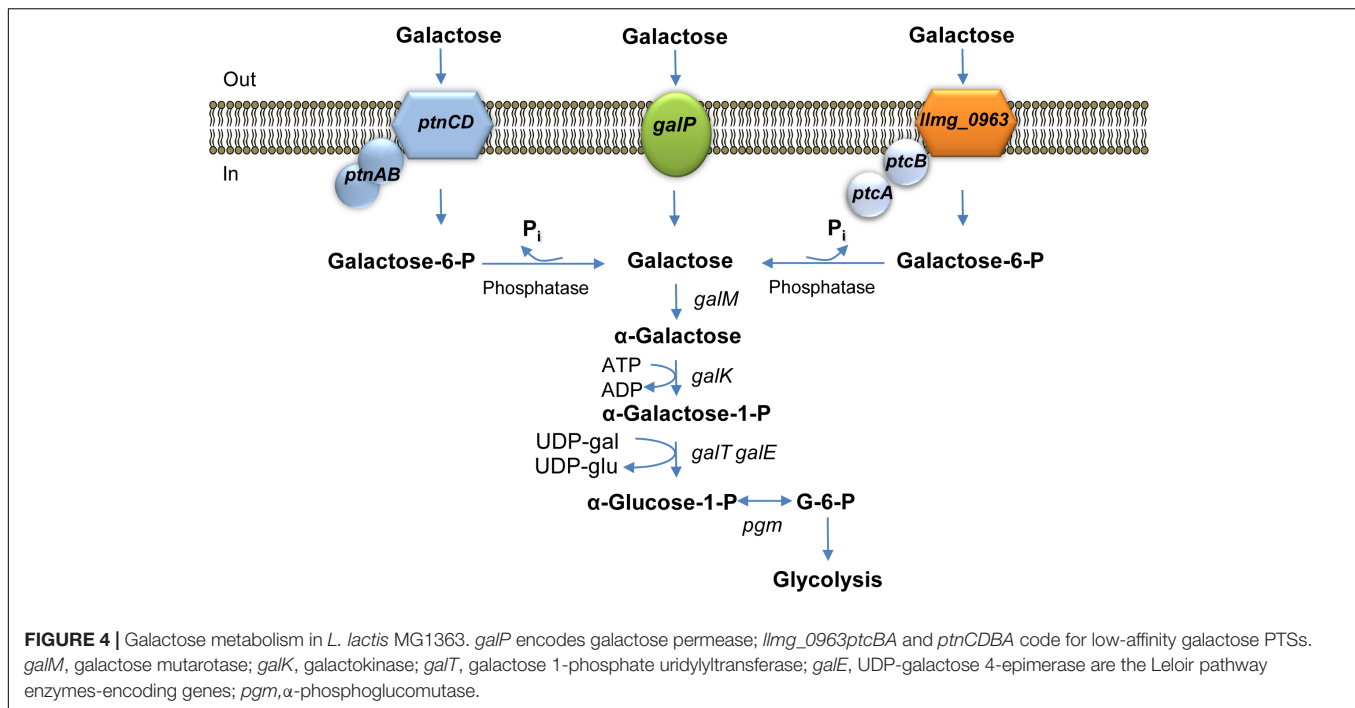 Galactose Galactose Galactose
Out
ptnCD galP llmg_0963
ptnAB ptcB
In
ptcA
Pi Pi
Galactose-6-P Galactose Galactose-6-P
Phosphatase Phosphatase
galM
α-Galactose
ATP
galK
ADP
α-Galactose-1-P
UDP-gal
galT galE
UDP-glu
α-Glucose-1-P G-6-P
pgm
Glycolysis
FIGURE 4 | Galactose metabolism in L. lactis MG1363. galP encodes galactose permease; llmg_0963ptcBA and ptnCDBA code for low-affinity galactose PTSs.
galM, galactose mutarotase; galK, galactokinase; galT, galactose 1-phosphate uridylyltransferase; galE, UDP-galactose 4-epimerase are the Leloir pathway
enzymes-encoding genes; pgm,α-phosphoglucomutase.